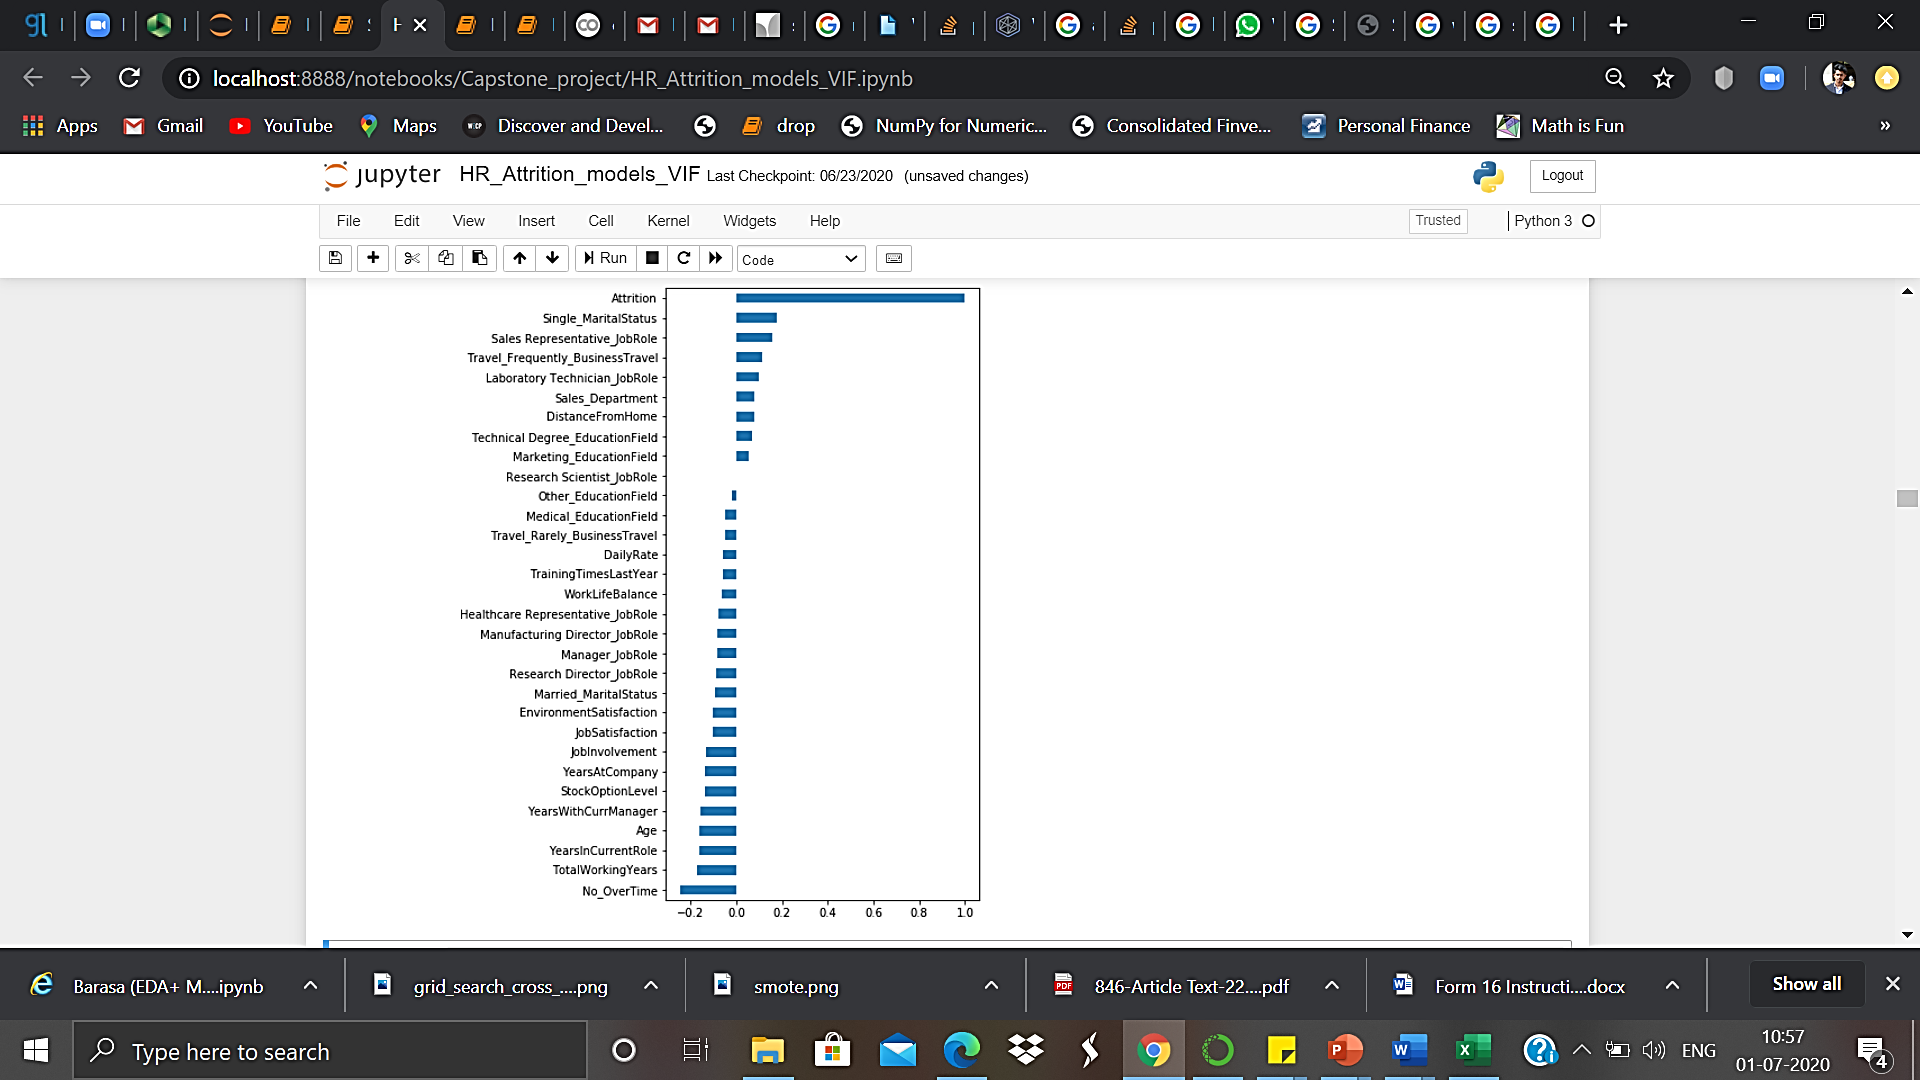 localhost:8888/notebooks/Capstone_project/HR_Attrition_models_VIF.ipynb
Apps Gmail YouTube Maps Discover and Devel... drop NumPy for Numeric... Consolidated Finve... Personal Finance Math is Fun »
jupyter HR_Attrition_models_VIF Last Checkpoint: 06/23/2020 (unsaved changes) Logout
File Edit View Insert Cell Kernel Widgets Help Trusted Python 3
Run Code
Attrition
Single_MaritalStatus
Sales Representative_JobRole
Travel_Frequently_BusinessTravel
Laboratory Technician_JobRole
Sales_Department
DistanceFromHome
Technical Degree_EducationField
Marketing_EducationField
Research Scientist_JobRole
Other_EducationField
Medical_EducationField
Travel_Rarely_BusinessTravel
DailyRate
TrainingTimesLastYear
WorkLifeBalance
Healthcare Representative_JobRole
Manufacturing Director_JobRole
Manager_JobRole
Research Director_JobRole
Married_MaritalStatus
EnvironmentSatisfaction
JobSatisfaction
JobInvolvement
YearsAtCompany
StockOptionLevel
YearsWithCurrManager
Age
YearsInCurrentRole
TotalWorkingYears
No_OverTime
−0.2 0.0 0.2 0.4 0.6 0.8 1.0
Barasa (EDA+ M....ipynb grid_search_cross_....png smote.png 846-Article Text-22....pdf Form 16 Instructi....docx Show all
Type here to search ENG 10:57
01-07-2020 4